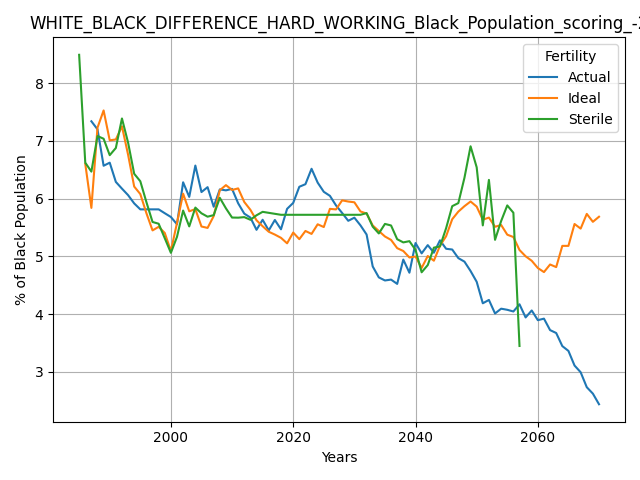 WHITE_BLACK_DIFFERENCE_HARD_WORKING_Black_Population_scoring_-
Fertility
Actual
Ideal
Sterile
8
7
6
5
4
3
% of Black Population
2000 2020 2040 2060
Years